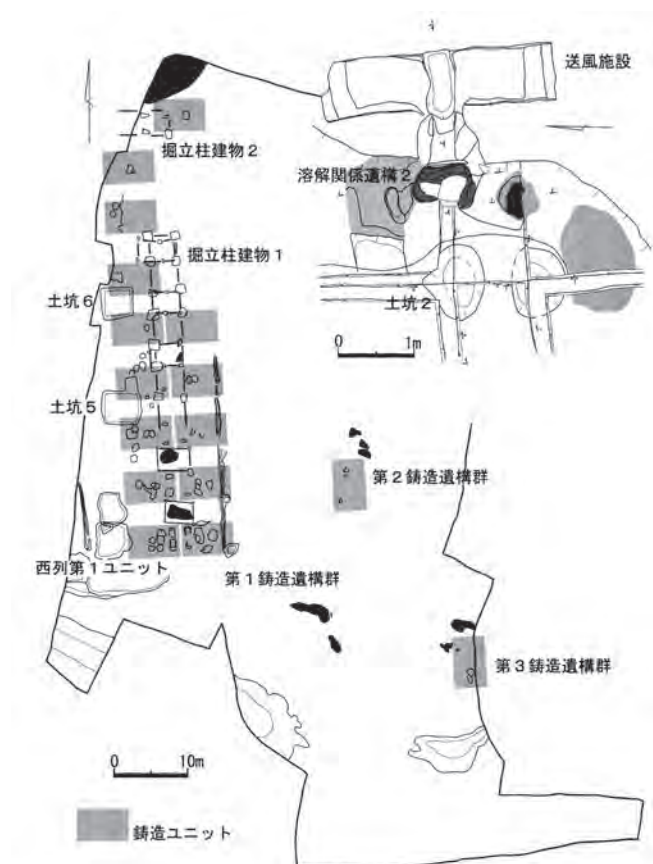 送風施設
掘立柱建物2
溶解関係遺構2
掘立柱建物1
土坑6
土坑2
0 1m
土坑5
第2鋳造遺構群
西列第1ユニット
第1鋳造遺構群
第3鋳造遺構群
0 10m
鋳造ユニット